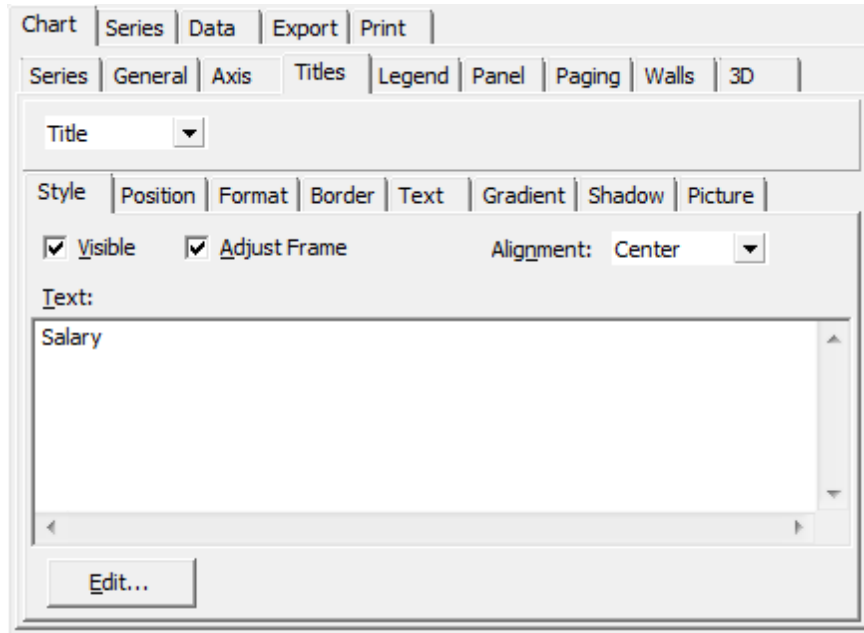 Chart Series Data Export Print
Series General Axis Titles Legend Panel Paging Walls 3D
Title
Style Position Format Border Text Gradient Shadow Picture
Visible Adjust Frame Alignment: Center
Text:
Salary
Edit...